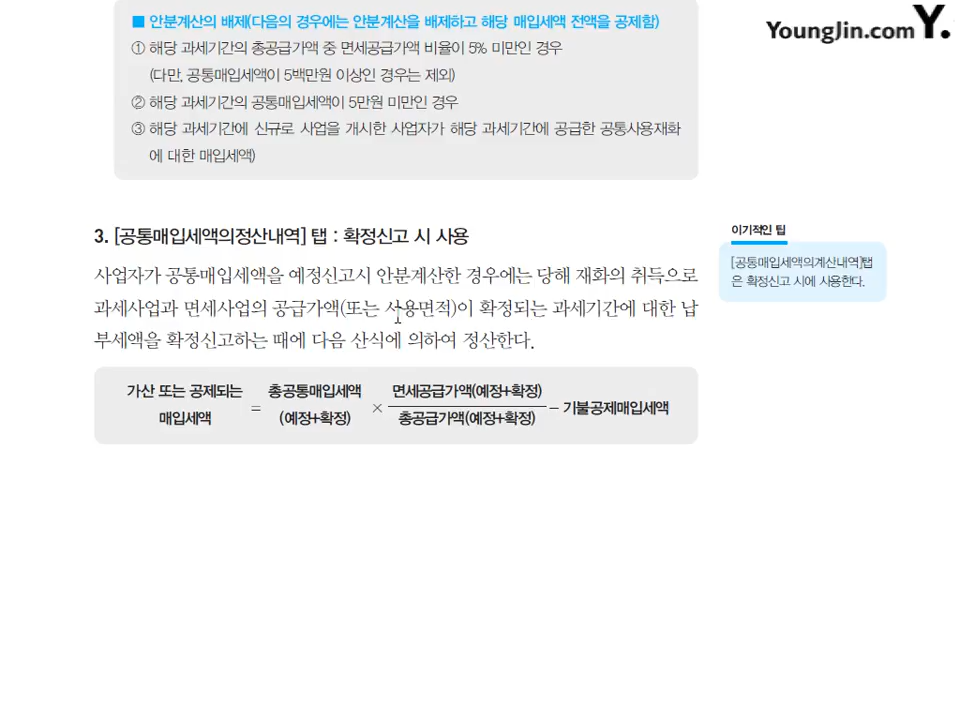 ■ 안분계산의 배제(다음의 경우에는 안분계산을 배제하고 해당 매입세액 전액을 공제함)
① 해당 과세기간의 총공급가액 중 면세공급가액 비율이 5% 미만인 경우
(다만, 공통매입세액이 5백만원 이상인 경우는 제외)
② 해당 과세기간의 공통매입세액이 5만원 미만인 경우
③ 해당 과세기간에 신규로 사업을 개시한 사업자가 해당 과세기간에 공급한 공통사용재화
에 대한 매입세액)
YoungJin.com Y.
3. [공통매입세액의정산내역] 탭 : 확정신고 시 사용
사업자가 공통매입세액을 예정신고시 안분계산한 경우에는 당해 재화의 취득으로
과세사업과 면세사업의 공급가액(또는 사용면적)이 확정되는 과세기간에 대한 납
부세액을 확정신고하는 때에 다음 산식에 의하여 정산한다.
이기적인 팁
[공통매입세액의계산내역]탭
은 확정신고 시에 사용한다.
가산 또는 공제되는 총공통매입세액 면세공급가액(예정+확정)
= × − 기불공제매입세액
매입세액 (예정+확정) 총공급가액(예정+확정)